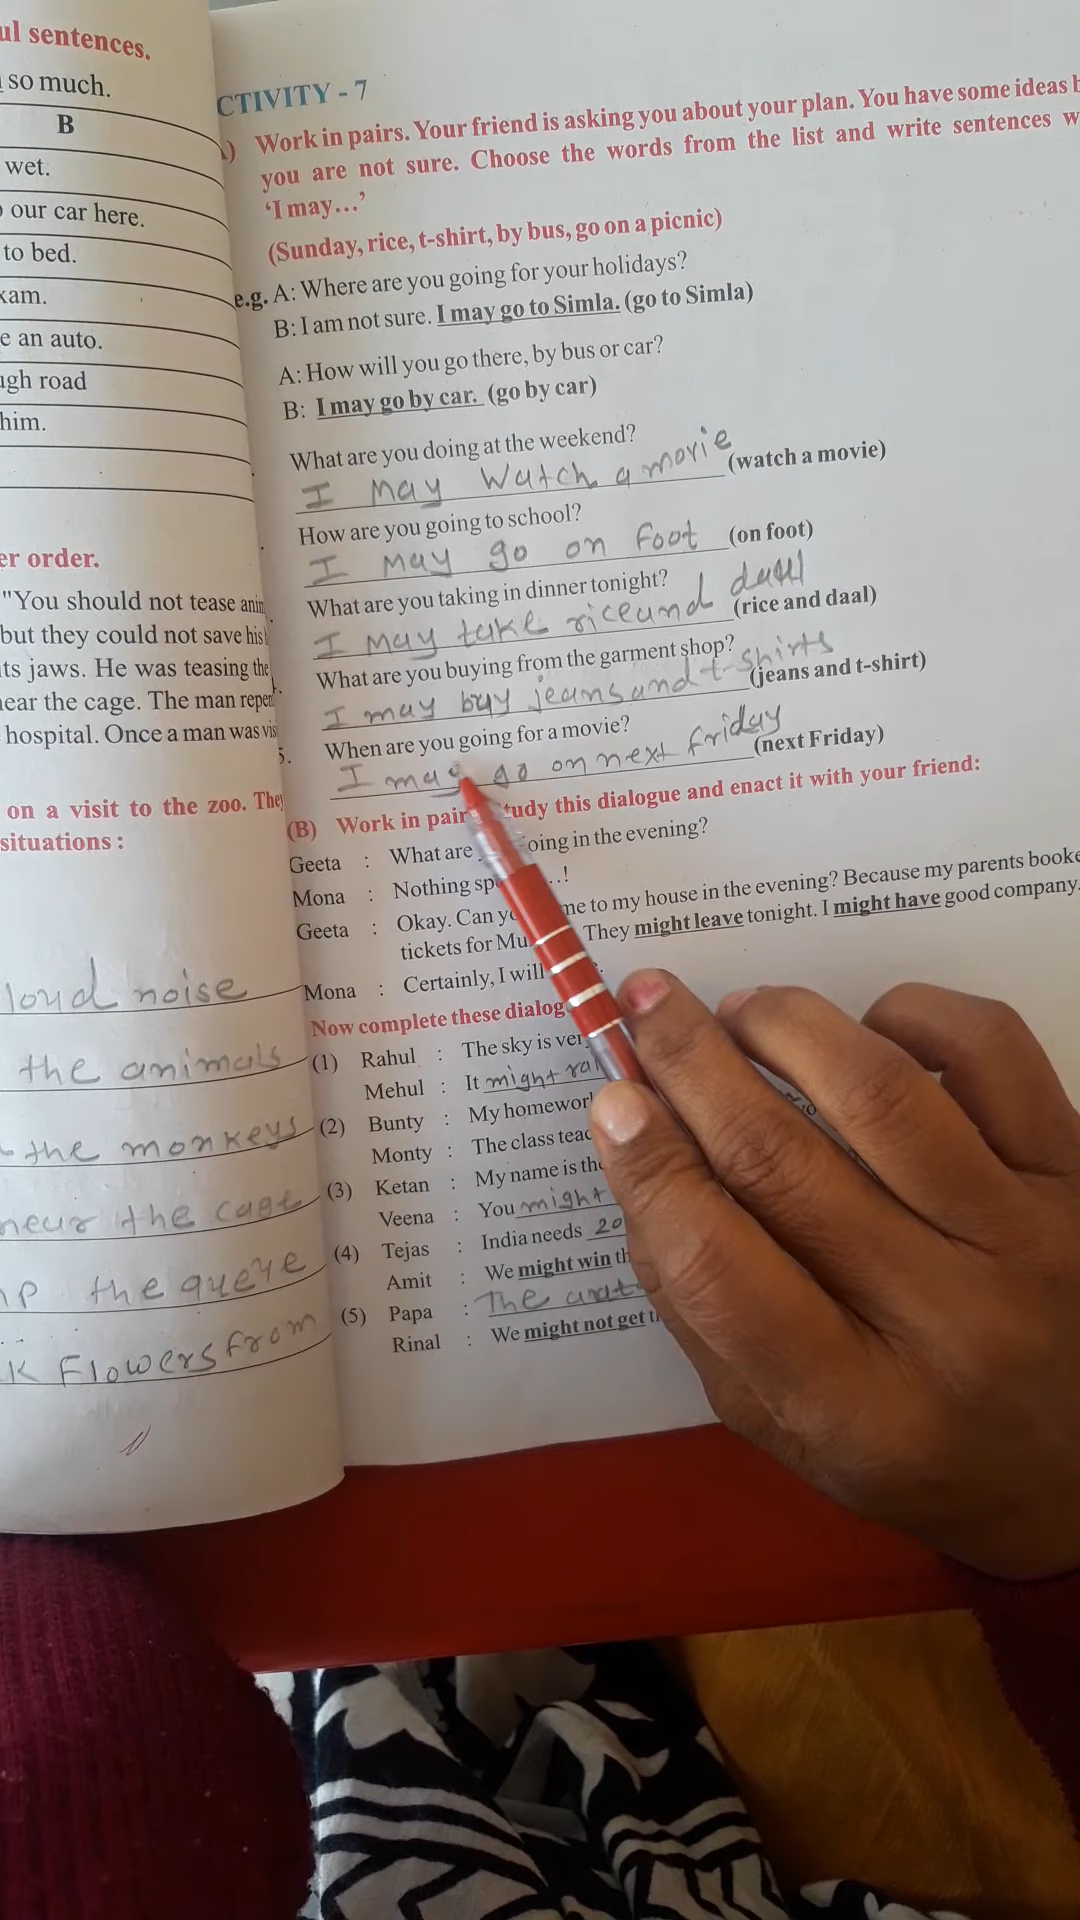 ul sentences.
so much.
B
wet.
our car here.
to bed.
xam.
e an auto.
ugh road
him.
er order.
"You should not tease anim
but they could not save his
ts jaws. He was teasing the
near the cage. The man repen
hospital. Once a man was vis
on a visit to the zoo. They
situations :
loud noise
the animals
the monkeys
near the cage
the queue
k Flowers from
CTIVITY - 7
) Work in pairs. Your friend is asking you about your plan. You have some ideas b
you are not sure. Choose the words from the list and write sentences w
'I may...'
(Sunday, rice, t-shirt, by bus, go on a picnic)
e.g. A: Where are you going for your holidays?
B: I am not sure. I may go to Simla. (go to Simla)
A: How will you go there, by bus or car?
B: I may go by car. (go by car)
What are you doing at the weekend?
I may watch a movie (watch a movie)
How are you going to school?
I may go on foot (on foot)
What are you taking in dinner tonight?
I may take rice and daal (rice and daal)
What are you buying from the garment shop?
I may buy jeans and t-shirts (jeans and t-shirt)
5. When are you going for a movie?
I may go on next friday (next Friday)
(B) Work in pair tudy this dialogue and enact it with your friend:
Geeta : What are oing in the evening?
Mona : Nothing sp ..!
Geeta : Okay. Can y me to my house in the evening? Because my parents booke
tickets for Mu They might leave tonight. I might have good company.
Mona : Certainly, I will
Now complete these dialog
(1) Rahul : The sky is ver
Mehul : It might rai
(2) Bunty : My homework
Monty : The class teac
(3) Ketan : My name is the
Veena : You might
(4) Tejas : India needs 20
Amit : We might win th
(5) Papa : The
Rinal : We might not get t